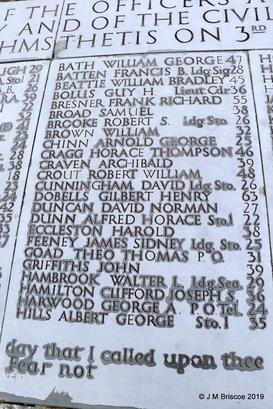 F THE OFFICERS A
Y AND OF THE CIVIL
HMS THETIS ON 3RD
BATH WILLIAM GEORGE 47
BATTEN FRANCIS B. Ldg Sig 28
BEATTIE WILLIAM BRADLEY 45
BOLUS GUY H Lieut Cdr 36
BRESNER FRANK RICHARD
BROAD SAMUEL 38
BROOKE ROBERT S. Ldg Sto. 26
BROWN WILLIAM 32
CHINN ARNOLD GEORGE 25
CRAGG HORACE THOMPSON 46
CRAVEN ARCHIBALD 39
CROUT ROBERT WILLIAM 48
CUNNINGHAM DAVID Ldg Sto. 26
DOBELLS GILBERT HENRY 63
DUNCAN DAVID NORMAN 27
DUNN ALFRED HORACE Sto.1 22
ECCLESTON HAROLD 38
FEENEY JAMES SIDNEY Ldg Sto. 25
GOAD THEO THOMAS P.O. 31
GRIFFITHS JOHN 39
HAMBROOK WALTER L. Ldg Sea. 29
HAMILTON CLIFFORD JOSEPH S. 36
HARWOOD GEORGE A. P.O. Tel. 24
HILLS ALBERT GEORGE Sto.1 35
day that I called upon thee
Fear not
© J M Briscoe 2019